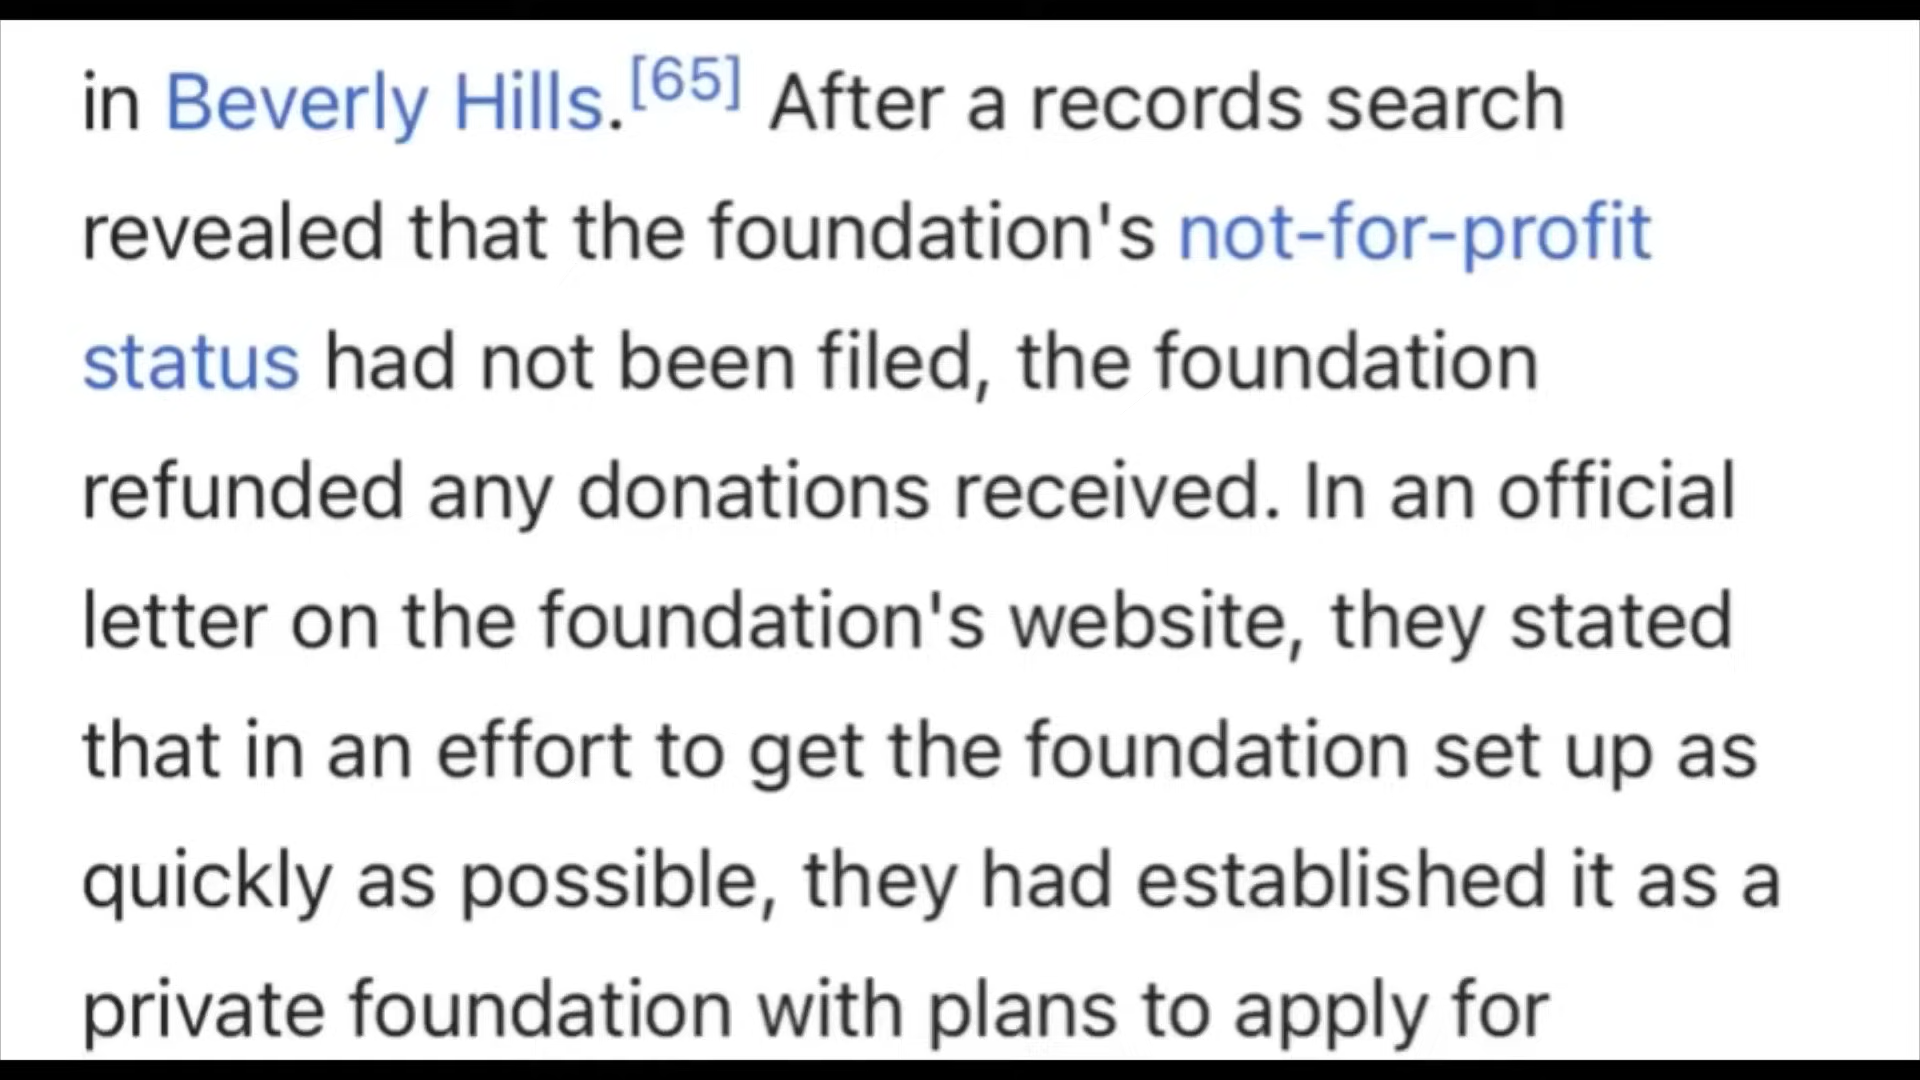 in Beverly Hills.[65] After a records search
revealed that the foundation's not-for-profit
status had not been filed, the foundation
refunded any donations received. In an official
letter on the foundation's website, they stated
that in an effort to get the foundation set up as
quickly as possible, they had established it as a
private foundation with plans to apply for